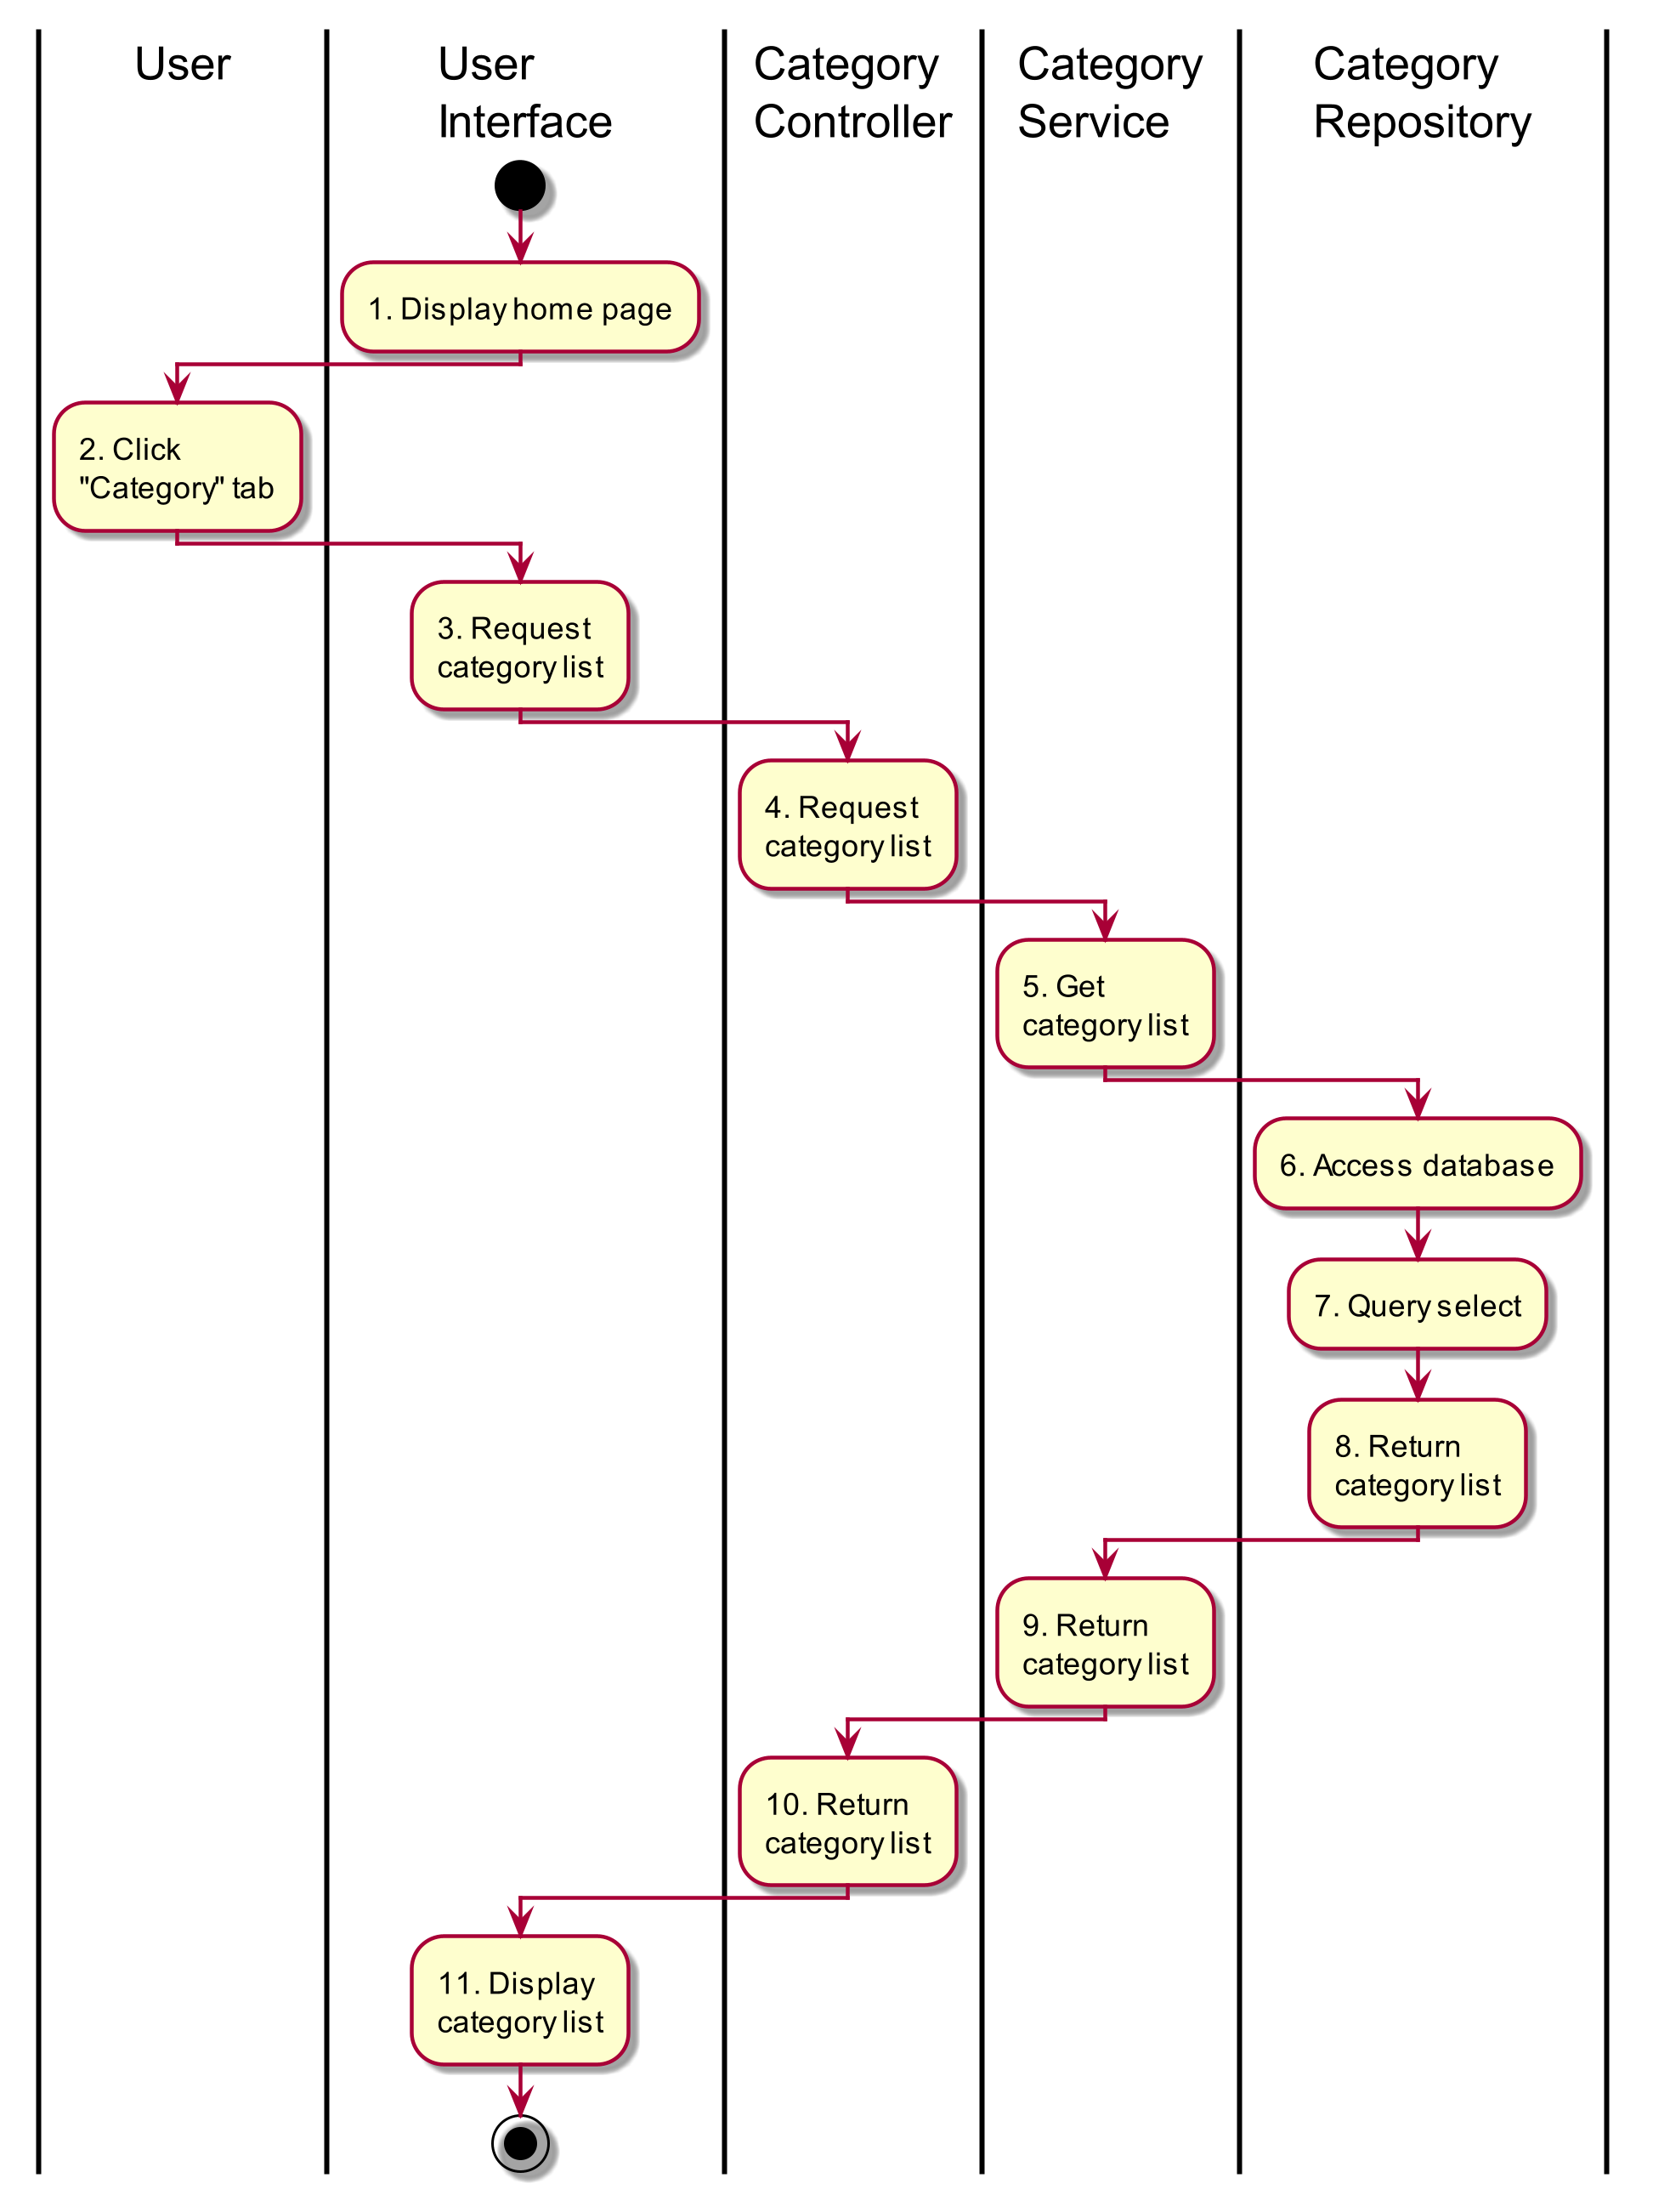 User
User
Interface
Category
Controller
Category
Service
Category
Repository
1. Display home page
2. Click
"Category" tab
3. Request
category list
4. Request
category list
5. Get
category list
6. Access database
7. Query select
8. Return
category list
9. Return
category list
10. Return
category list
11. Display
category list